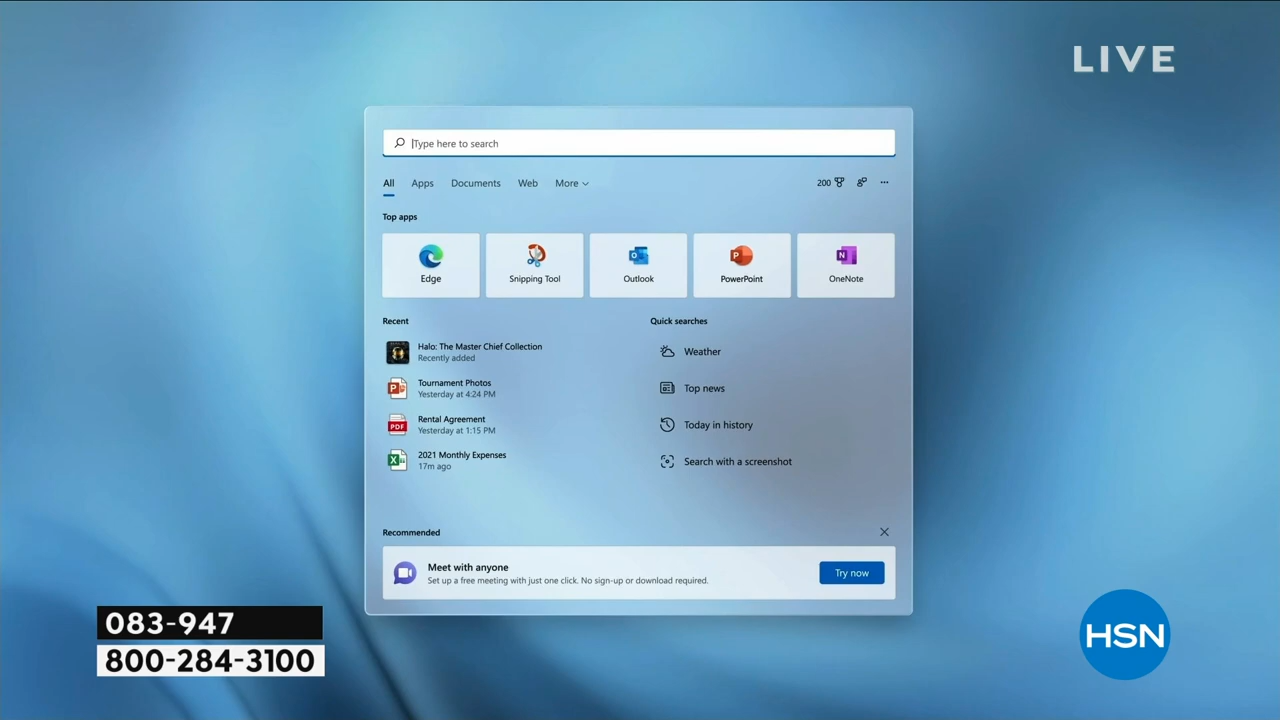 LIVE
Type here to search
All Apps Documents Web More 200
Top apps
Edge Snipping Tool Outlook PowerPoint OneNote
Recent
Halo: The Master Chief Collection
Recently added
Tournament Photos
Yesterday at 4:24 PM
Rental Agreement
Yesterday at 1:15 PM
2021 Monthly Expenses
17m ago
Quick searches
Weather
Top news
Today in history
Search with a screenshot
Recommended
Meet with anyone
Set up a free meeting with just one click. No sign-up or download required.
Try now
083-947
800-284-3100
HSN